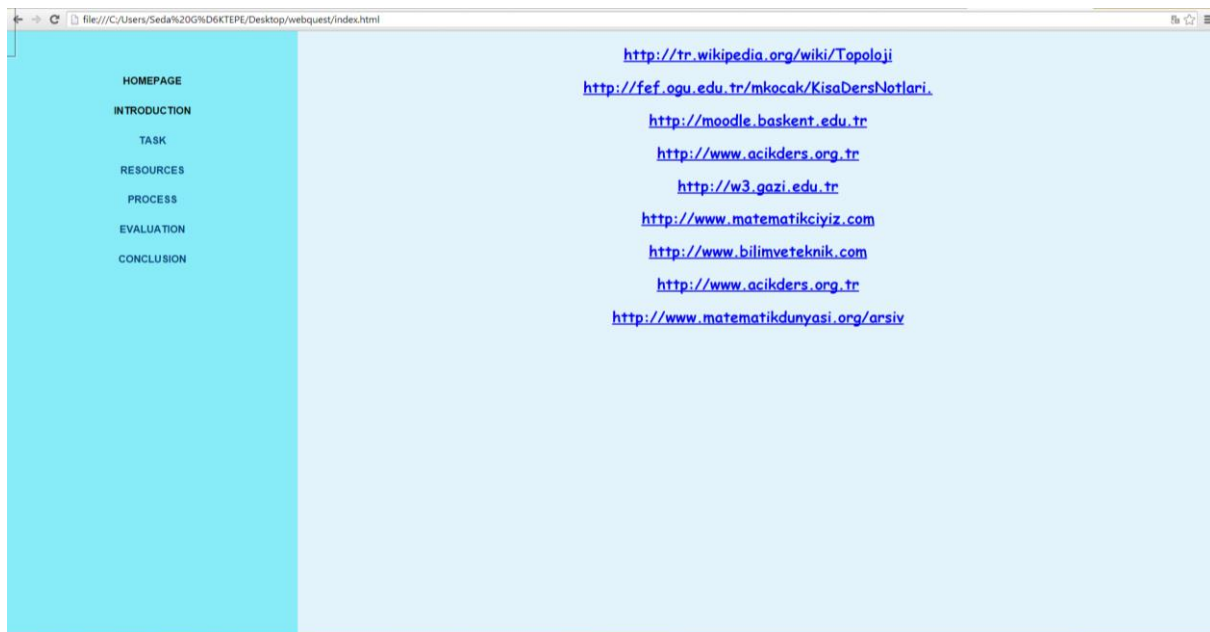 file:///C:/Users/Seda%20G%D6KTEPE/Desktop/webquest/index.html
HOMEPAGE
INTRODUCTION
TASK
RESOURCES
PROCESS
EVALUATION
CONCLUSION
http://tr.wikipedia.org/wiki/Topoloji
http://fef.ogu.edu.tr/mkocak/KisaDersNotlari.
http://moodle.baskent.edu.tr
http://www.acikders.org.tr
http://w3.gazi.edu.tr
http://www.matematikciyiz.com
http://www.bilimveteknik.com
http://www.acikders.org.tr
http://www.matematikdunyasi.org/arsiv